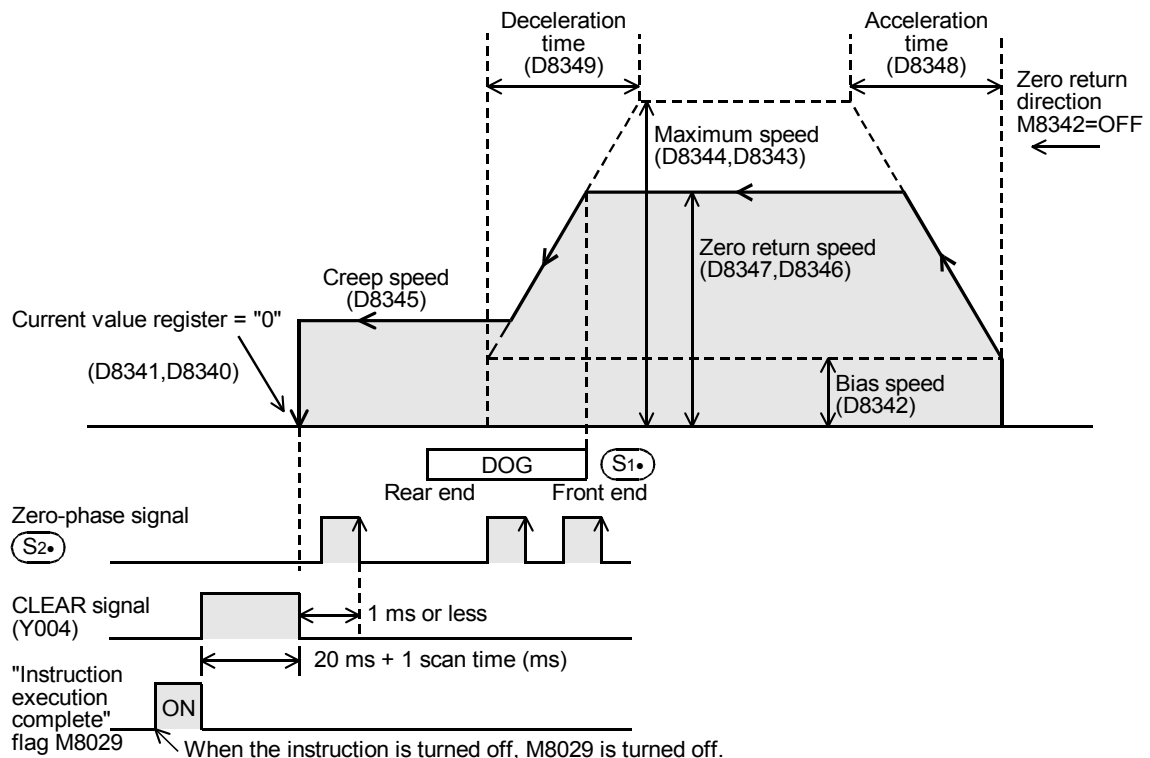 Deceleration
time
(D8349)
Acceleration
time
(D8348)
Zero return
direction
M8342=OFF
Maximum speed
(D8344,D8343)
Zero return speed
(D8347,D8346)
Creep speed
(D8345)
Current value register = "0"
(D8341,D8340)
Bias speed
(D8342)
DOG
S1•
Rear end
Front end
Zero-phase signal
S2•
CLEAR signal
(Y004)
1 ms or less
20 ms + 1 scan time (ms)
"Instruction
execution
complete"
flag M8029
ON
When the instruction is turned off, M8029 is turned off.